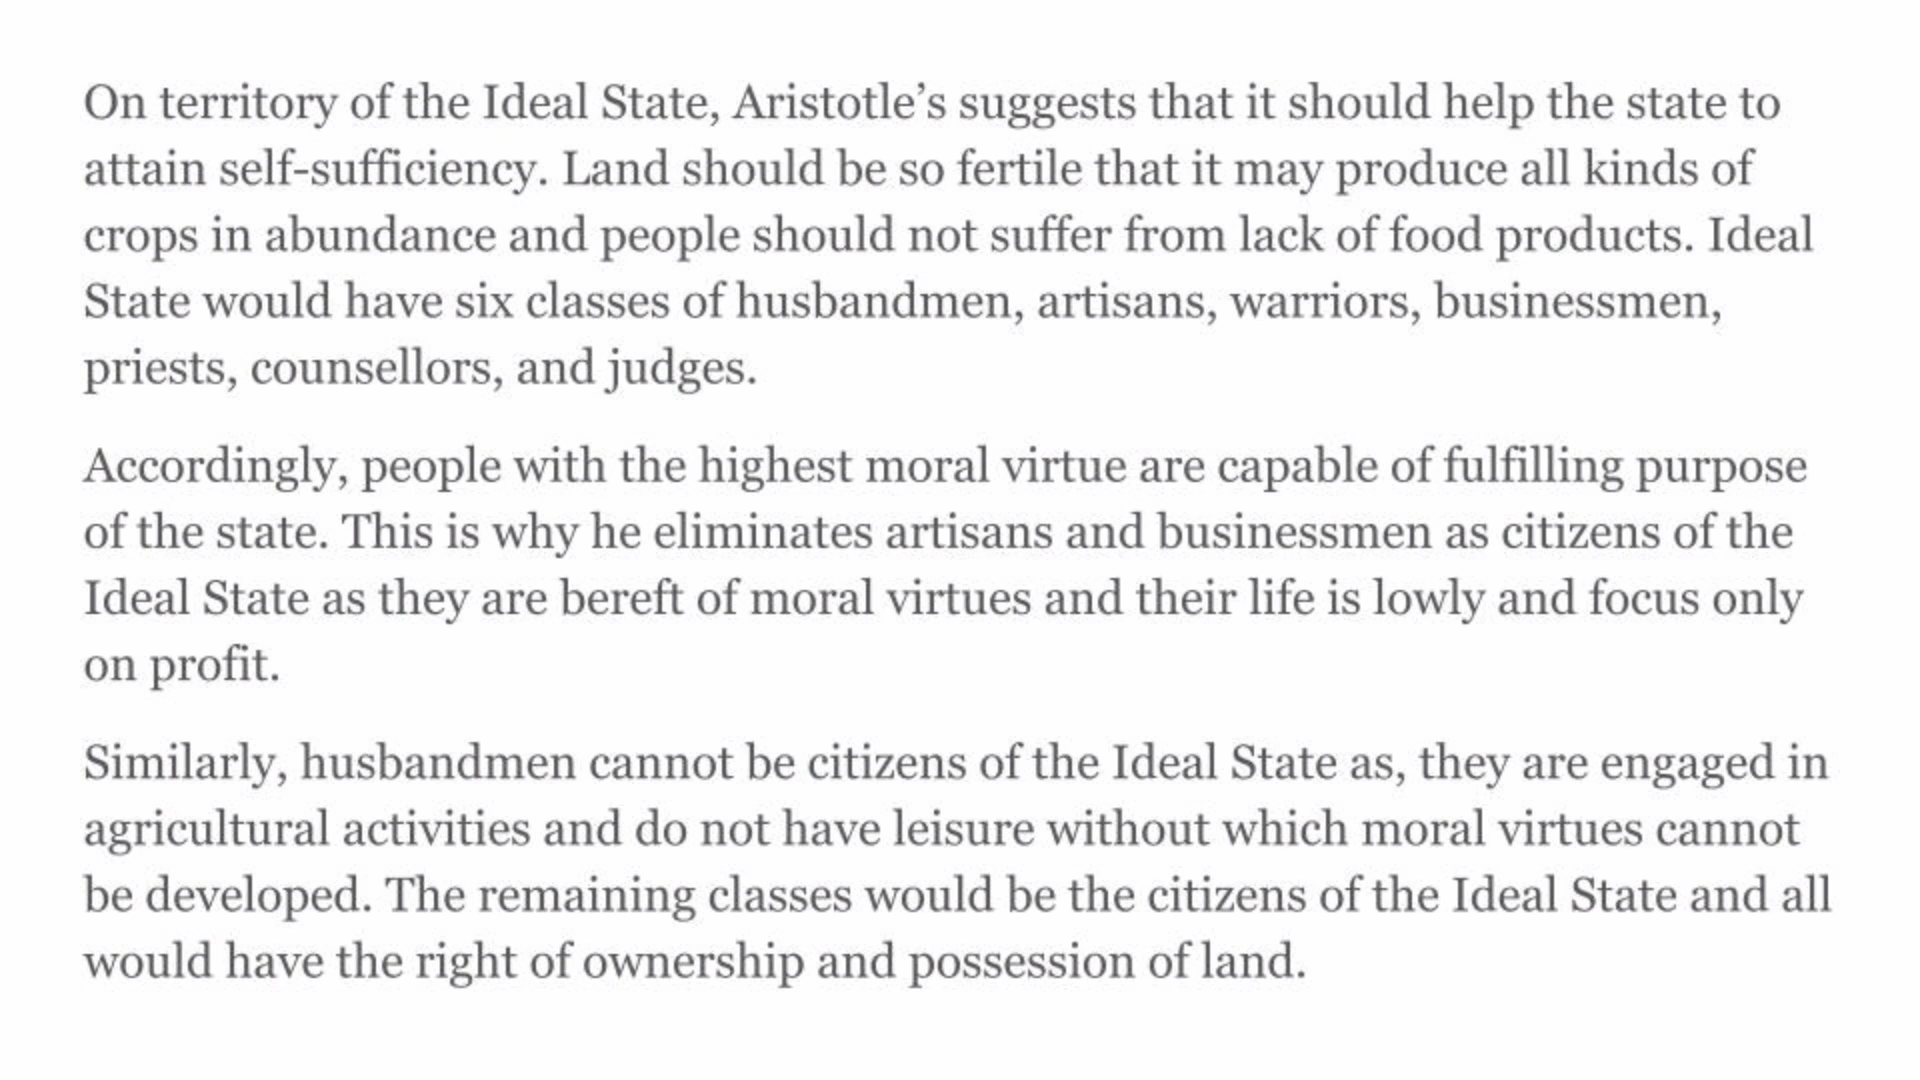 On territory of the Ideal State, Aristotle’s suggests that it should help the state to
attain self-sufficiency. Land should be so fertile that it may produce all kinds of
crops in abundance and people should not suffer from lack of food products. Ideal
State would have six classes of husbandmen, artisans, warriors, businessmen,
priests, counsellors, and judges.
Accordingly, people with the highest moral virtue are capable of fulfilling purpose
of the state. This is why he eliminates artisans and businessmen as citizens of the
Ideal State as they are bereft of moral virtues and their life is lowly and focus only
on profit.
Similarly, husbandmen cannot be citizens of the Ideal State as, they are engaged in
agricultural activities and do not have leisure without which moral virtues cannot
be developed. The remaining classes would be the citizens of the Ideal State and all
would have the right of ownership and possession of land.